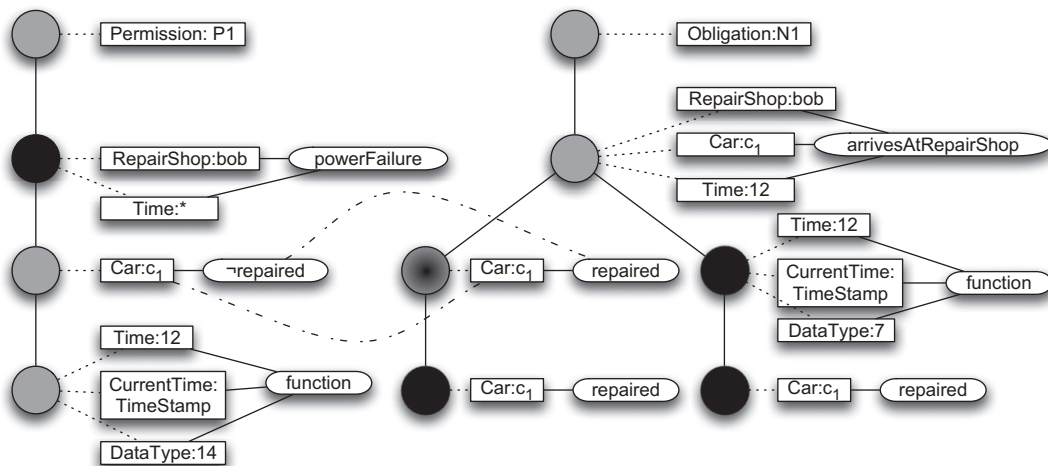 Permission: P1
Obligation:N1
RepairShop:bob
powerFailure
Time:*
RepairShop:bob
Car:c1
arrivesAtRepairShop
Time:12
Car:c1
¬repaired
Car:c1
repaired
Time:12
CurrentTime:
TimeStamp
function
DataType:7
Time:12
CurrentTime:
TimeStamp
function
DataType:14
Car:c1
repaired
Car:c1
repaired